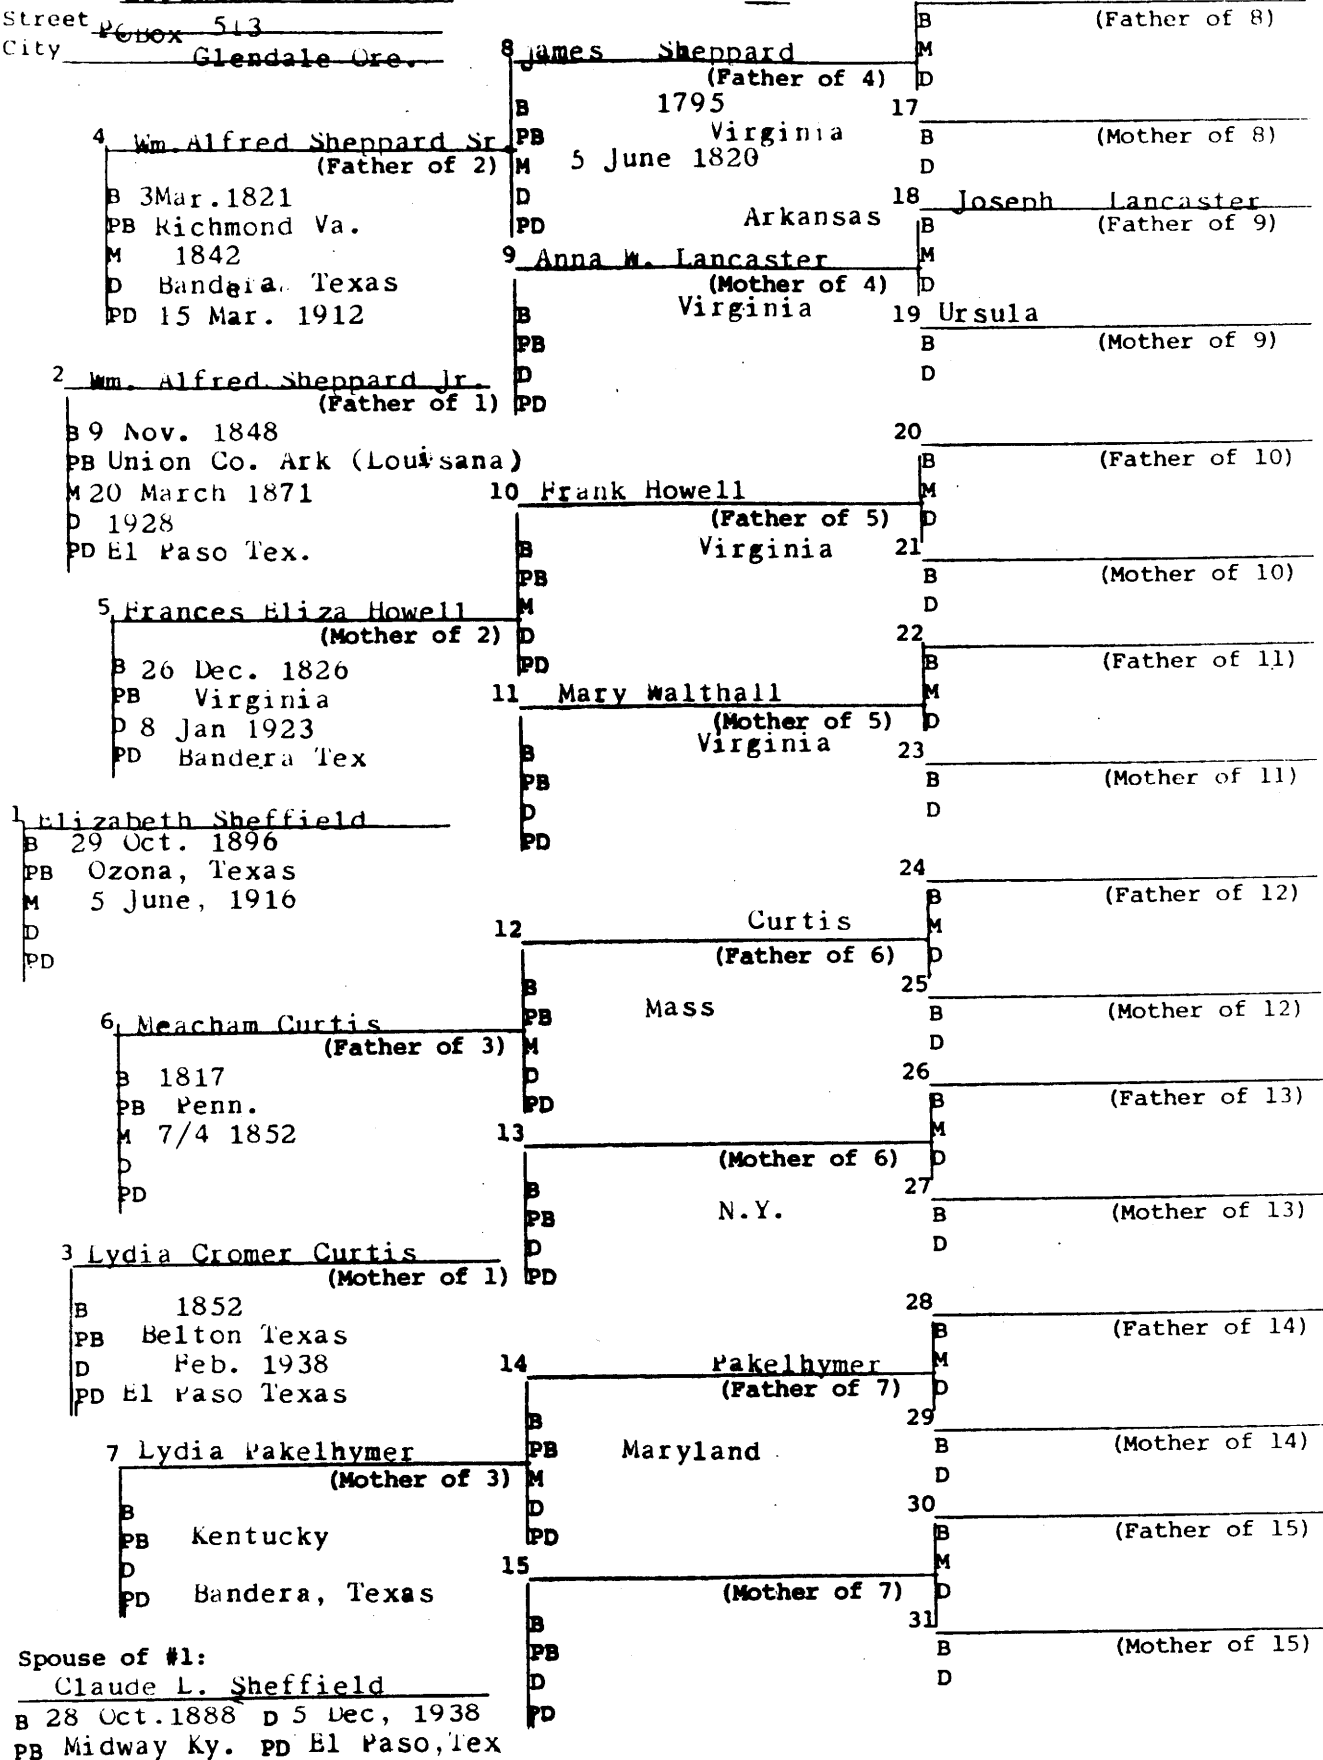 Street POBox 513
City Glendale Ore.
B (Father of 8)
M
D
8 James Sheppard
(Father of 4)
B 1795
PB Virginia
M 5 June 1820
D
PD Arkansas
17
B (Mother of 8)
D
4 Wm. Alfred Sheppard Sr.
(Father of 2)
B 3Mar.1821
PB Richmond Va.
M 1842
D Bandera, Texas
PD 15 Mar. 1912
18 Joseph Lancaster
B (Father of 9)
M
D
9 Anna W. Lancaster
(Mother of 4)
Virginia
B
PB
D
PD
19 Ursula
B (Mother of 9)
D
2 Wm. Alfred Sheppard Jr.
(Father of 1)
B 9 Nov. 1848
PB Union Co. Ark (Louisana)
M 20 March 1871
D 1928
PD El Paso Tex.
20
B (Father of 10)
M
D
10 Frank Howell
(Father of 5)
Virginia
B
PB
M
D
PD
21
B (Mother of 10)
D
5 Frances Eliza Howell
(Mother of 2)
B 26 Dec. 1826
PB Virginia
D 8 Jan 1923
PD Bandera Tex
22
B (Father of 11)
M
D
11 Mary Walthall
(Mother of 5)
Virginia
B
PB
D
PD
23
B (Mother of 11)
D
1 Elizabeth Sheffield
B 29 Oct. 1896
PB Ozona, Texas
M 5 June, 1916
D
PD
24
B (Father of 12)
M
D
12 Curtis
(Father of 6)
B
PB Mass
M
D
PD
25
B (Mother of 12)
D
6 Meacham Curtis
(Father of 3)
B 1817
PB Penn.
M 7/4 1852
D
PD
26
B (Father of 13)
M
D
13
(Mother of 6)
B
PB N.Y.
D
PD
27
B (Mother of 13)
D
3 Lydia Cromer Curtis
(Mother of 1)
B 1852
PB Belton Texas
D Feb. 1938
PD El Paso Texas
28
B (Father of 14)
M
D
14 Pakelhymer
(Father of 7)
B
PB Maryland
M
D
PD
29
B (Mother of 14)
D
7 Lydia Pakelhymer
(Mother of 3)
B
PB Kentucky
D
PD Bandera, Texas
30
B (Father of 15)
M
D
15
(Mother of 7)
B
PB
D
PD
31
B (Mother of 15)
D
Spouse of #1:
Claude L. Sheffield
B 28 Oct.1888 D 5 Dec, 1938
PB Midway Ky. PD El Paso,Tex